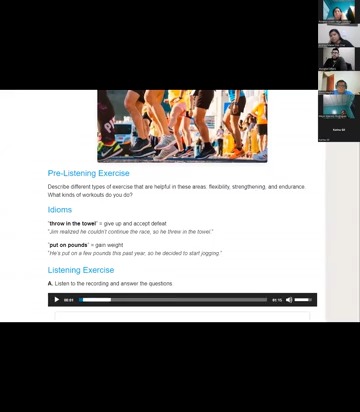 Pre-Listening Exercise
Describe different types of exercise that are helpful in these areas: flexibility, strengthening, and endurance.
What kinds of workouts do you do?
Idioms
"throw in the towel" = give up and accept defeat
"Jim realized he couldn't continue the race, so he threw in the towel."
"put on pounds" = gain weight
"He's put on a few pounds this past year, so he decided to start jogging."
Listening Exercise
A. Listen to the recording and answer the questions
00:01
01:15